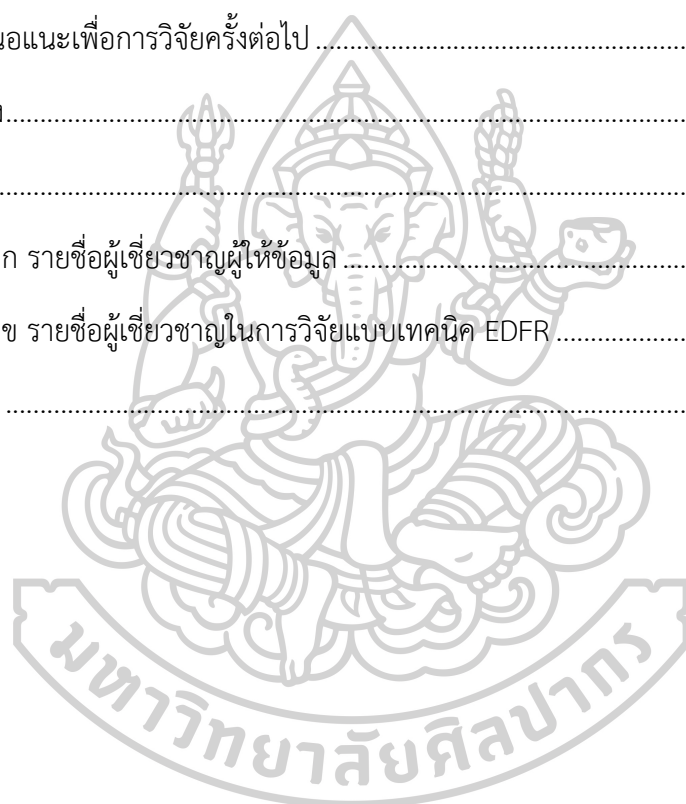 นอแนะเพื่อการวิจัยครั้งต่อไป
ก รายชื่อผู้เชี่ยวชาญผู้ให้ข้อมูล
ข รายชื่อผู้เชี่ยวชาญในการวิจัยแบบเทคนิค EDFR
มหาวิทยาลัยศิลปากร